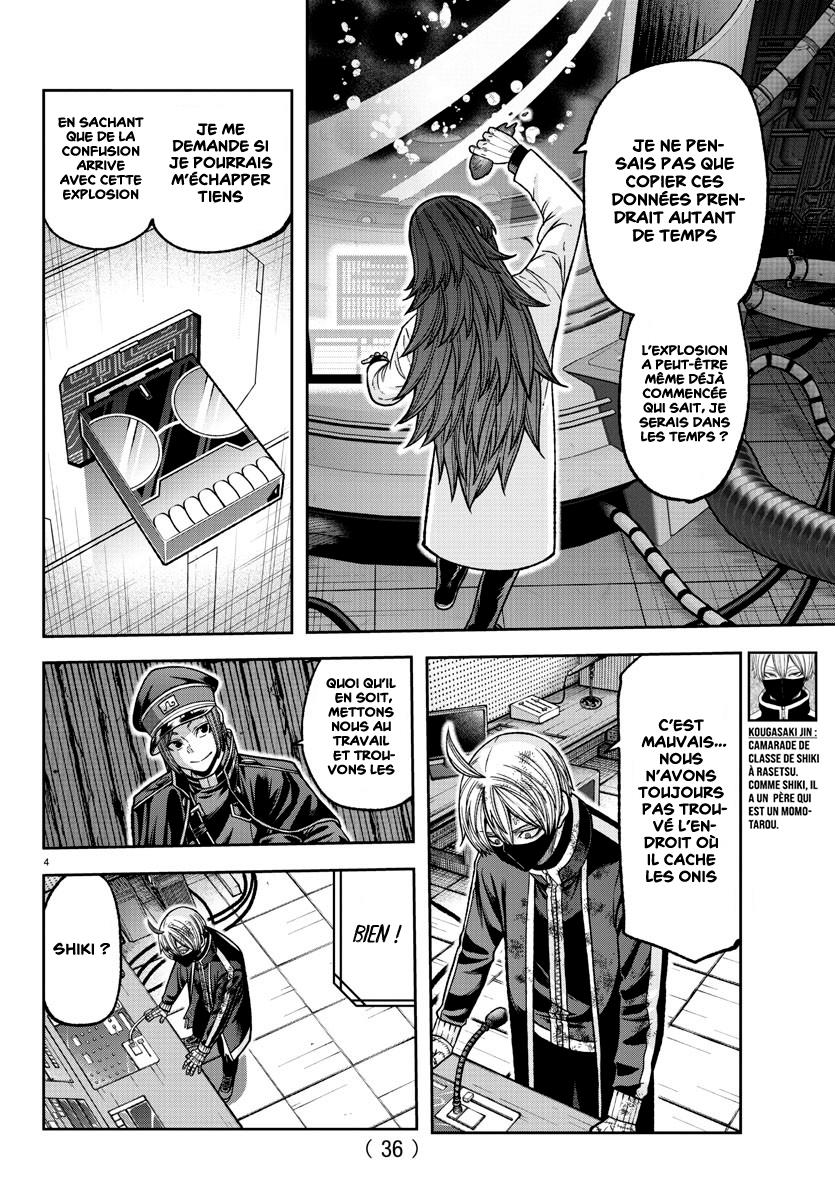 JE NE PEN-
SAIS PAS QUE
COPIER CES
DONNÉES PREN-
DRAIT AUTANT
DE TEMPS
L'EXPLOSION
A PEUT-ÊTRE
MÊME DÉJÀ
COMMENCÉE
QUI SAIT, JE
SERAIS DANS
LES TEMPS ?
JE ME
DEMANDE SI
JE POURRAIS
M'ÉCHAPPER
TIENS
EN SACHANT
QUE DE LA
CONFUSION
ARRIVE
AVEC CETTE
EXPLOSION
KOUGASAKI JIN :
CAMARADE DE
CLASSE DE SHIKI
À RASETSU.
COMME SHIKI, IL
A UN PÈRE QUI
EST UN MOMO-
TAROU.
C'EST
MAUVAIS...
NOUS
N'AVONS
TOUJOURS
PAS TROU-
VÉ L'EN-
DROIT OÙ
IL CACHE
LES ONIS
QUOI QU'IL
EN SOIT,
METTONS
NOUS AU
TRAVAIL
ET TROU-
VONS LES
4
BIEN !
SHIKI ?
( 36 )